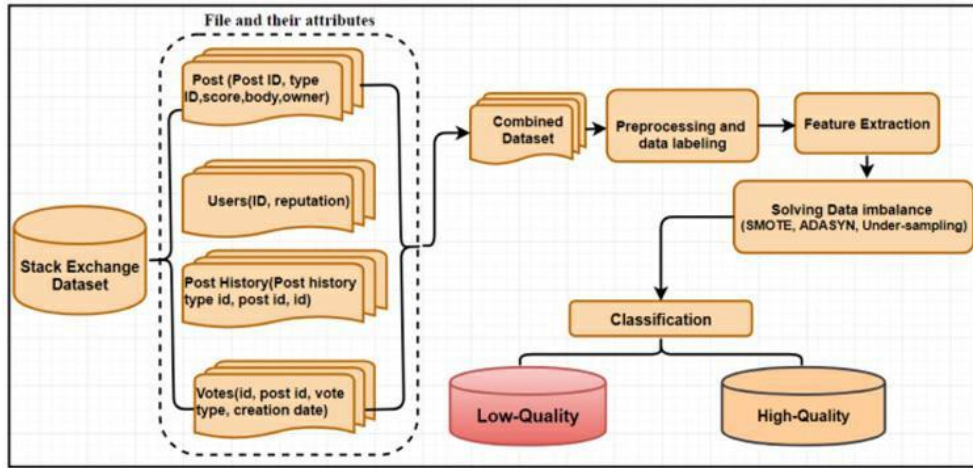 File and their attributes
Post (Post ID, type
ID,score,body,owner)
Users(ID, reputation)
Post History(Post history
type id, post id, id)
Votes(id, post id, vote
type, creation date)
Stack Exchange
Dataset
Combined
Dataset
Preprocessing and
data labeling
Feature Extraction
Solving Data imbalance
(SMOTE, ADASYN, Under-sampling)
Classification
Low-Quality
High-Quality